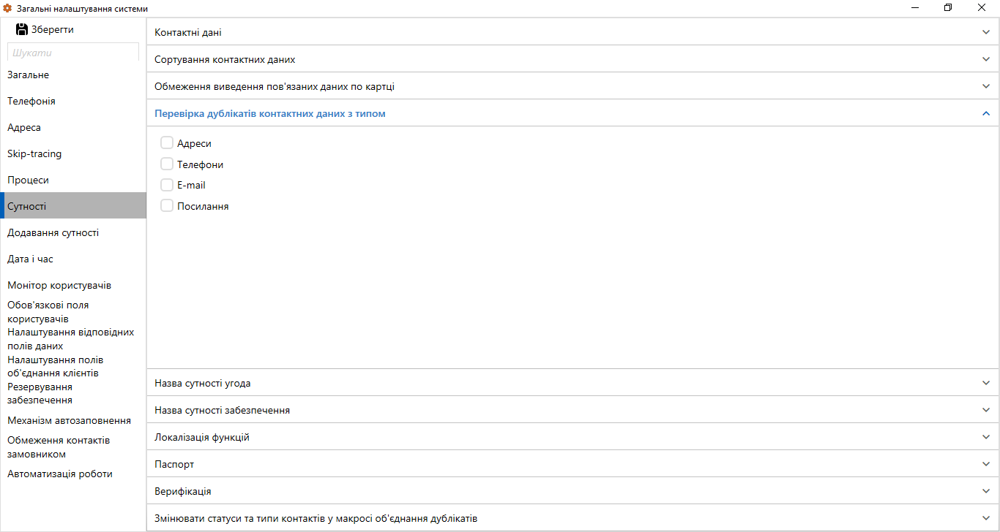 Загальні налаштування системи
Зберегти
Шукати
Загальне
Телефонія
Адреса
Skip-tracing
Процеси
Сутності
Додавання сутності
Дата і час
Монітор користувачів
Обов'язкові поля
користувачів
Налаштування відповідних
полів даних
Налаштування полів
об'єднання клієнтів
Резервування
забезпечення
Механізм автозаповнення
Обмеження контактів
замовником
Автоматизація роботи
Контактні дані
Сортування контактних даних
Обмеження виведення пов'язаних даних по картці
Перевірка дублікатів контактних даних з типом
Адреси
Телефони
E-mail
Посилання
Назва сутності угода
Назва сутності забезпечення
Локалізація функцій
Паспорт
Верифікація
Змінювати статуси та типи контактів у макросі об'єднання дублікатів